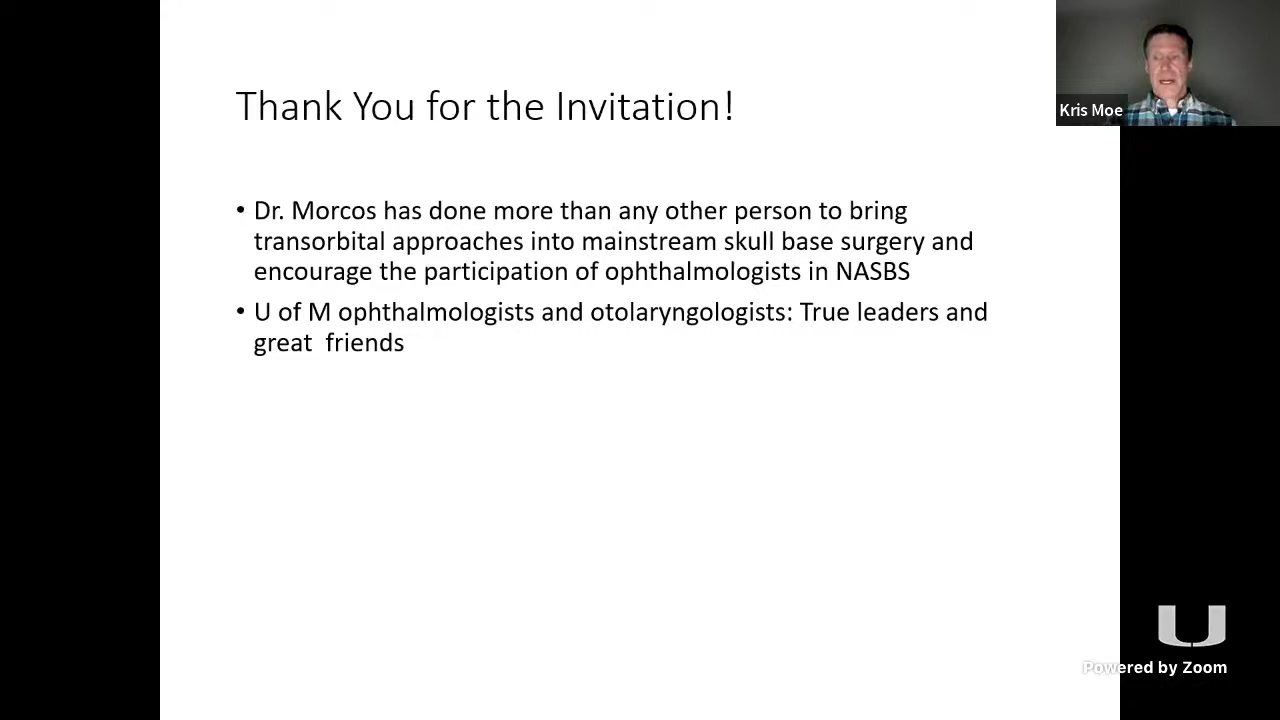 Thank You for the Invitation!
• Dr. Morcos has done more than any other person to bring
transorbital approaches into mainstream skull base surgery and
encourage the participation of ophthalmologists in NASBS
• U of M ophthalmologists and otolaryngologists: True leaders and
great  friends
Kris Moe
U
Powered by Zoom